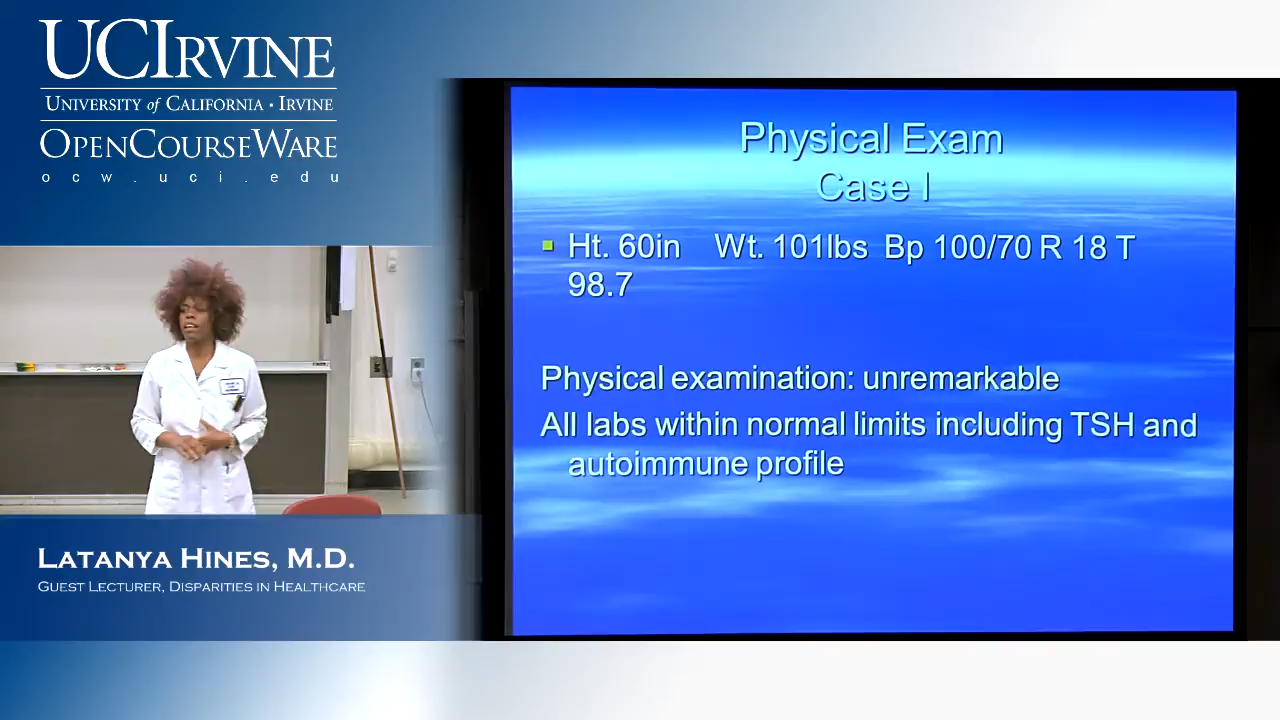 UCIRVINE
UNIVERSITY of CALIFORNIA • IRVINE
OPENCOURSEWARE
ocw.uci.edu
Physical Exam
Case I
Ht. 60in Wt. 101lbs Bp 100/70 R 18 T
98.7
Physical examination: unremarkable
All labs within normal limits including TSH and
autoimmune profile
LATANYA HINES, M.D.
GUEST LECTURER, DISPARITIES IN HEALTHCARE